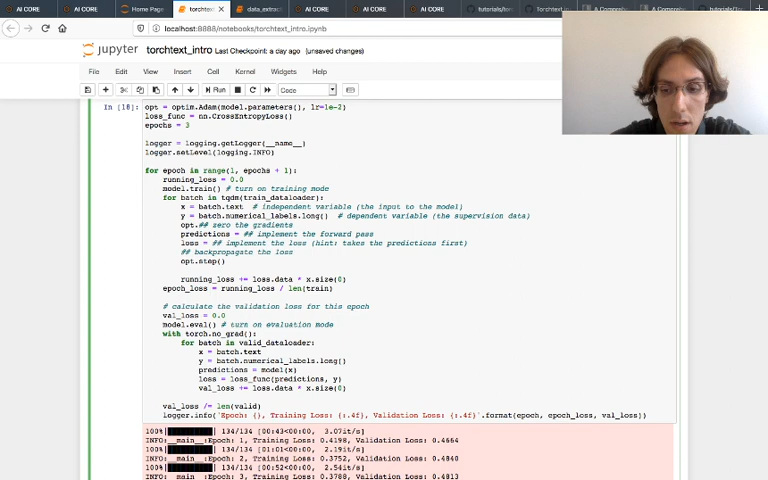 AI CORE
AI CORE
Home Page
torchtext_intro
data_extract
AI CORE
AI CORE
AI CORE
tutorials/tor
Torchtext
localhost:8888/notebooks/torchtext_intro.ipynb
jupyter torchtext_intro Last Checkpoint: a day ago (unsaved changes)
File Edit View Insert Cell Kernel Widgets Help
Run Code
In [18]
opt = optim.Adam(model.parameters(), lr=1e-2)
loss_func = nn.CrossEntropyLoss()
epochs = 3
logger = logging.getLogger(__name__)
logger.setLevel(logging.INFO)
for epoch in range(1, epochs + 1):
running_loss = 0.0
model.train() # turn on training mode
for batch in tqdm(train_dataloader):
x = batch.text # independent variable (the input to the model)
y = batch.numerical_labels.long() # dependent variable (the supervision data)
opt.## zero the gradients
predictions = ## implement the forward pass
loss = ## implement the loss (hint: takes the predictions first)
## backpropagate the loss
opt.step()
running_loss += loss.data * x.size(0)
epoch_loss = running_loss / len(train)
# calculate the validation loss for this epoch
val_loss = 0.0
model.eval() # turn on evaluation mode
with torch.no_grad():
for batch in valid_dataloader:
x = batch.text
y = batch.numerical_labels.long()
predictions = model(x)
loss = loss_func(predictions, y)
val_loss += loss.data * x.size(0)
val_loss /= len(valid)
logger.info('Epoch: {}, Training Loss: {:.4f}, Validation Loss: {:.4f}'.format(epoch, epoch_loss, val_loss))
100%| | 134/134 [00:43<00:00, 3.07it/s]
INFO:__main__:Epoch: 1, Training Loss: 0.4198, Validation Loss: 0.4664
100%| | 134/134 [01:01<00:00, 2.19it/s]
INFO:__main__:Epoch: 2, Training Loss: 0.3752, Validation Loss: 0.4840
100%| | 134/134 [00:52<00:00, 2.54it/s]
INFO:__main__:Epoch: 3, Training Loss: 0.3788, Validation Loss: 0.4813